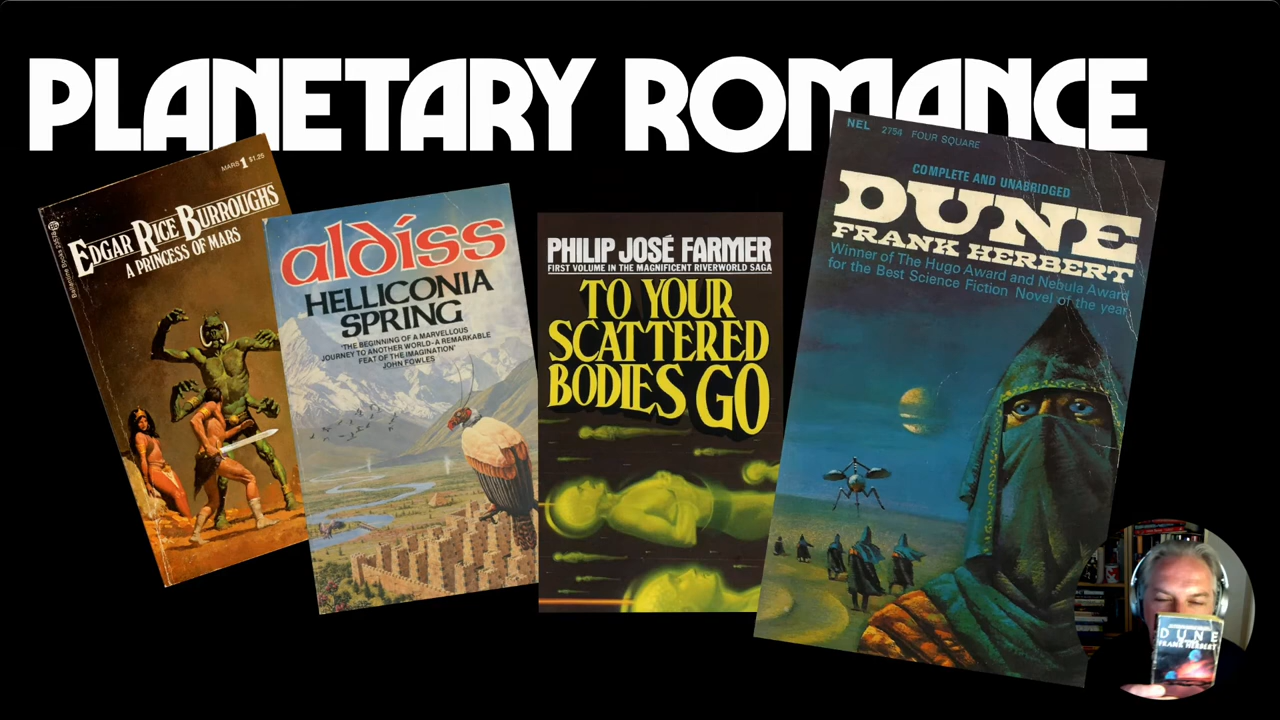 PLANETARY ROMANCE
MARS 1 $1.25
EDGAR RICE BURROUGHS
A PRINCESS OF MARS
aldiss
HELLICONIA
SPRING
'THE BEGINNING OF A MARVELLOUS
JOURNEY TO ANOTHER WORLD-A REMARKABLE
FEAT OF THE IMAGINATION'
JOHN FOWLES
PHILIP JOSÉ FARMER
FIRST VOLUME IN THE MAGNIFICENT RIVERWORLD SAGA
TO YOUR
SCATTERED
BODIES GO
NEL 2754 FOUR SQUARE
COMPLETE AND UNABRIDGED
DUNE
FRANK HERBERT
Winner of The Hugo Award and Nebula Award
for the Best Science Fiction Novel of the year
DUNE
FRANK HERBERT